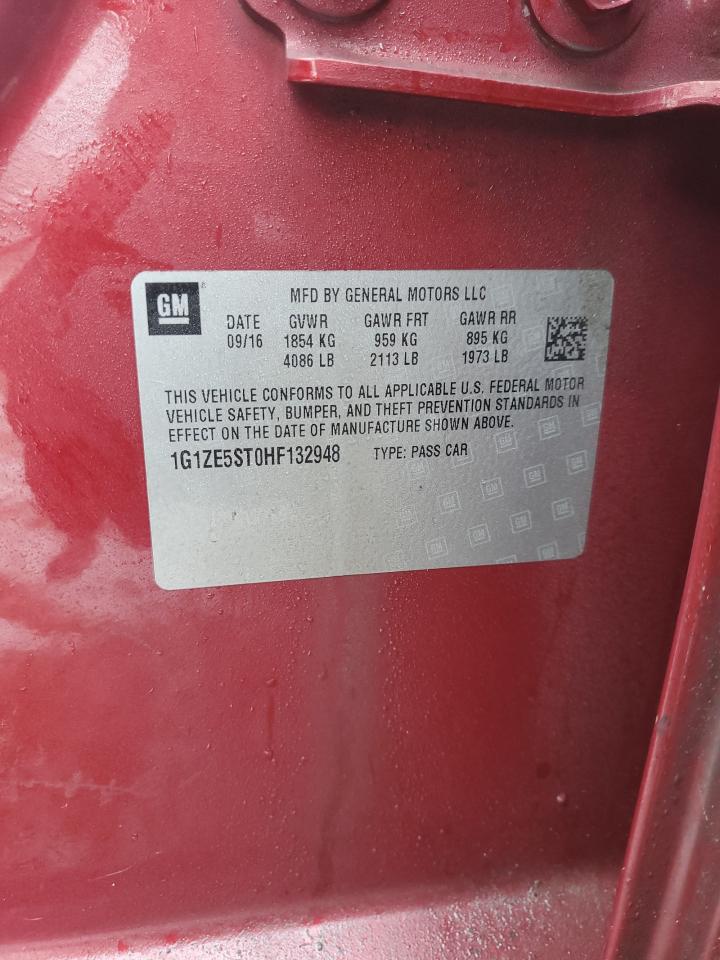 GM ® MFD BY GENERAL MOTORS LLC
DATE GVWR GAWR FRT GAWR RR
09/16 1854 KG 959 KG 895 KG
4086 LB 2113 LB 1973 LB
THIS VEHICLE CONFORMS TO ALL APPLICABLE U.S. FEDERAL MOTOR
VEHICLE SAFETY, BUMPER, AND THEFT PREVENTION STANDARDS IN
EFFECT ON THE DATE OF MANUFACTURE SHOWN ABOVE.
1G1ZE5ST0HF132948 TYPE: PASS CAR